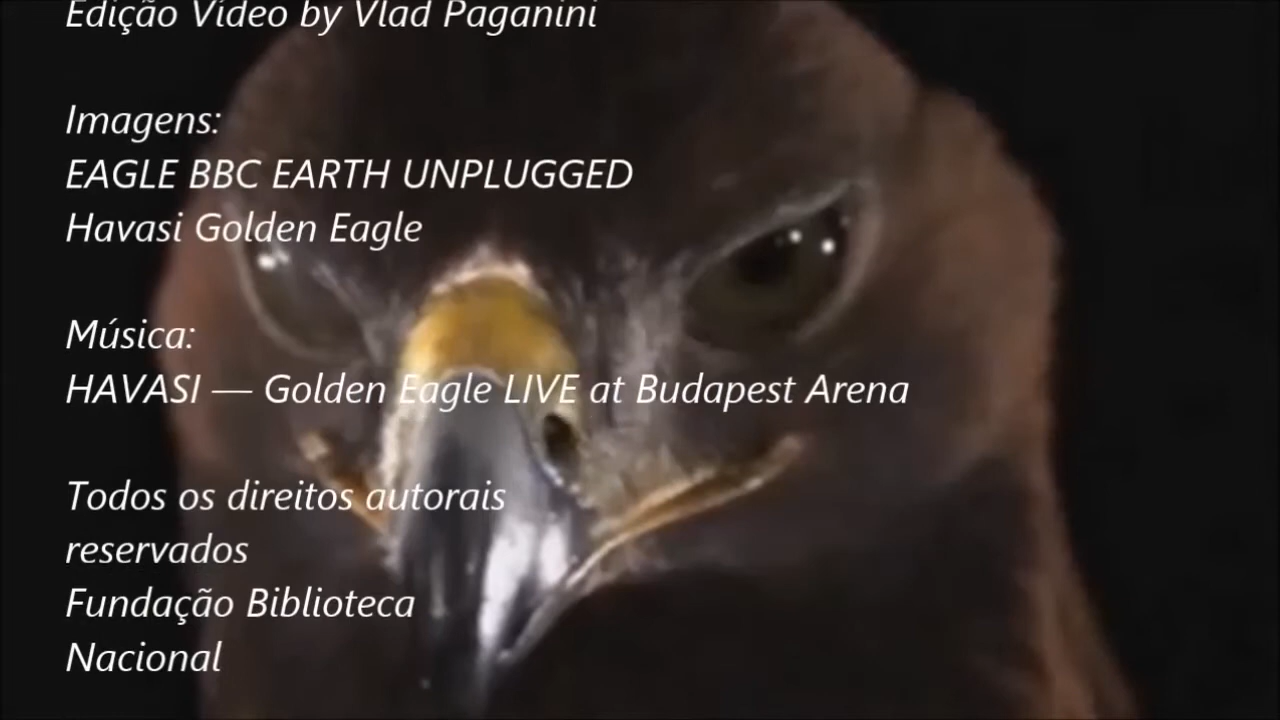 Edição Vídeo by Vlad Paganini
Imagens:
EAGLE BBC EARTH UNPLUGGED
Havasi Golden Eagle
Música:
HAVASI — Golden Eagle LIVE at Budapest Arena
Todos os direitos autorais
reservados
Fundação Biblioteca
Nacional